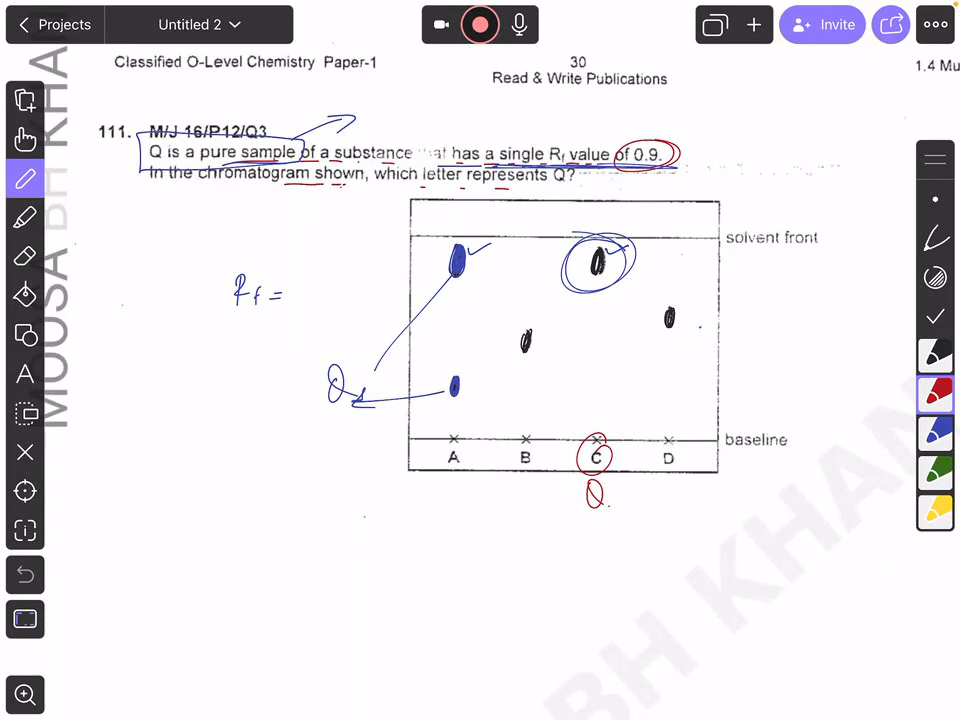 Projects
Untitled 2
Invite
Classified O-Level Chemistry Paper-1
30
Read & Write Publications
1.4 Mu
111. M/J 16/P12/Q3
Q is a pure sample of a substance that has a single Rf value of 0.9.
In the chromatogram shown, which letter represents Q?
solvent front
Rf =
Q
baseline
A B C D
Q
MOOSA BH KHAN
BH KHAN